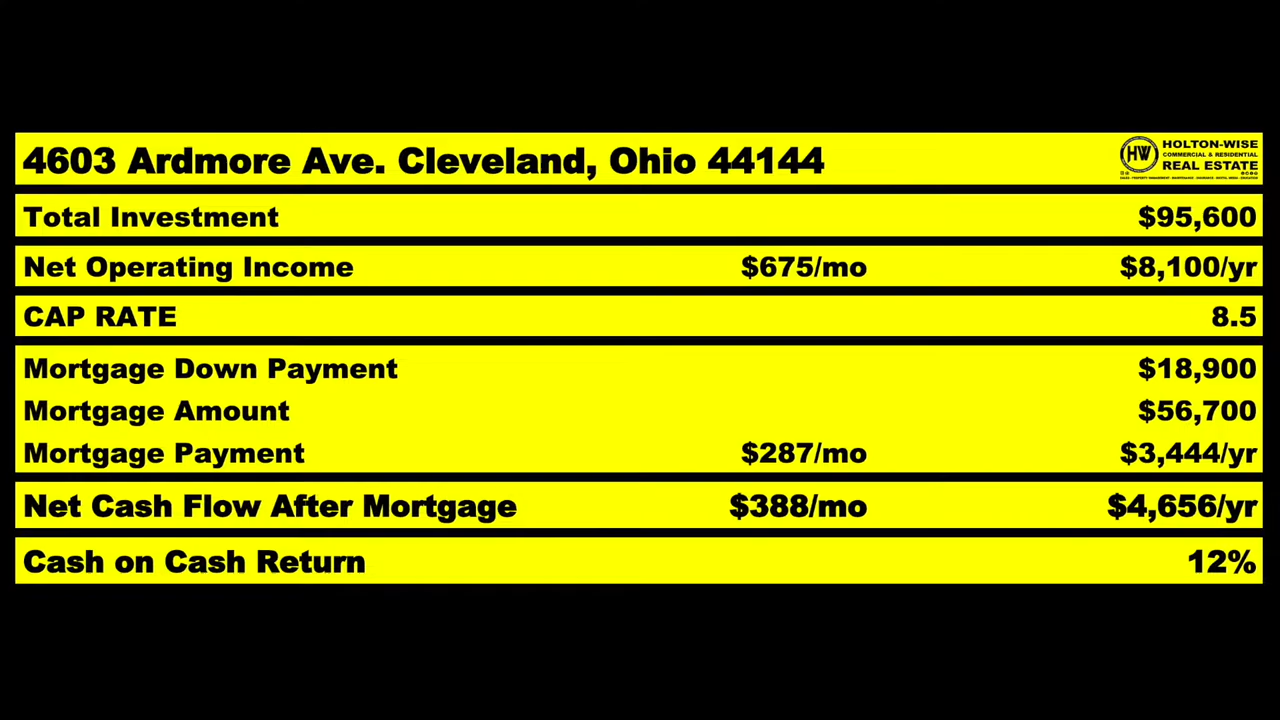 4603 Ardmore Ave. Cleveland, Ohio 44144
HW
HOLTON-WISE
COMMERCIAL & RESIDENTIAL
REAL ESTATE
Total Investment $95,600
Net Operating Income $675/mo $8,100/yr
CAP RATE 8.5
Mortgage Down Payment $18,900
Mortgage Amount $56,700
Mortgage Payment $287/mo $3,444/yr
Net Cash Flow After Mortgage $388/mo $4,656/yr
Cash on Cash Return 12%